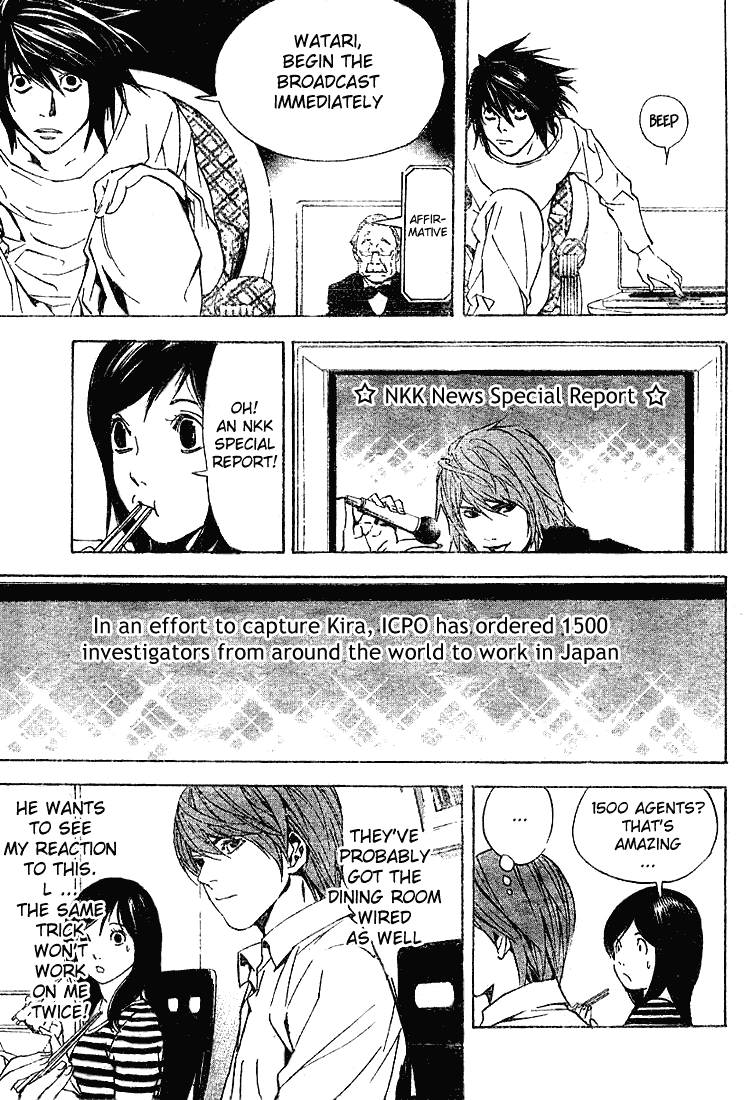 BEEP
WATARI,
BEGIN THE
BROADCAST
IMMEDIATELY
AFFIR-
MATIVE
☆ NKK News Special Report ☆
OH!
AN NKK
SPECIAL
REPORT!
In an effort to capture Kira, ICPO has ordered 1500
investigators from around the world to work in Japan
1500 AGENTS?
THAT'S
AMAZING
...
...
THEY'VE
PROBABLY
GOT THE
DINING ROOM
WIRED
AS WELL
HE WANTS
TO SEE
MY REACTION
TO THIS.
L ..!
THE SAME
TRICK
WON'T
WORK
ON ME
TWICE!